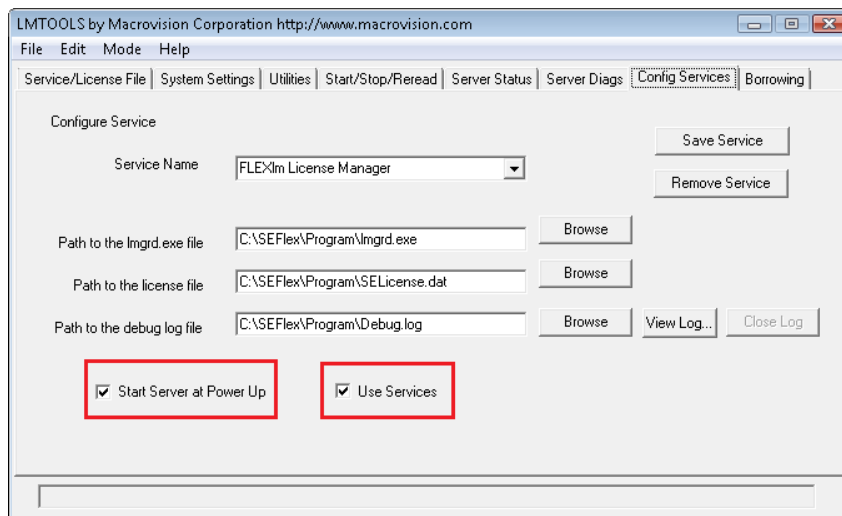 LMTOOLS by Macrovision Corporation http://www.macrovision.com
File Edit Mode Help
Service/License File System Settings Utilities Start/Stop/Reread Server Status Server Diags Config Services Borrowing
Configure Service
Save Service
Service Name FLEXlm License Manager
Remove Service
Path to the lmgrd.exe file C:\SEFlex\Program\lmgrd.exe Browse
Path to the license file C:\SEFlex\Program\SELicense.dat Browse
Path to the debug log file C:\SEFlex\Program\Debug.log Browse View Log... Close Log
Start Server at Power Up Use Services